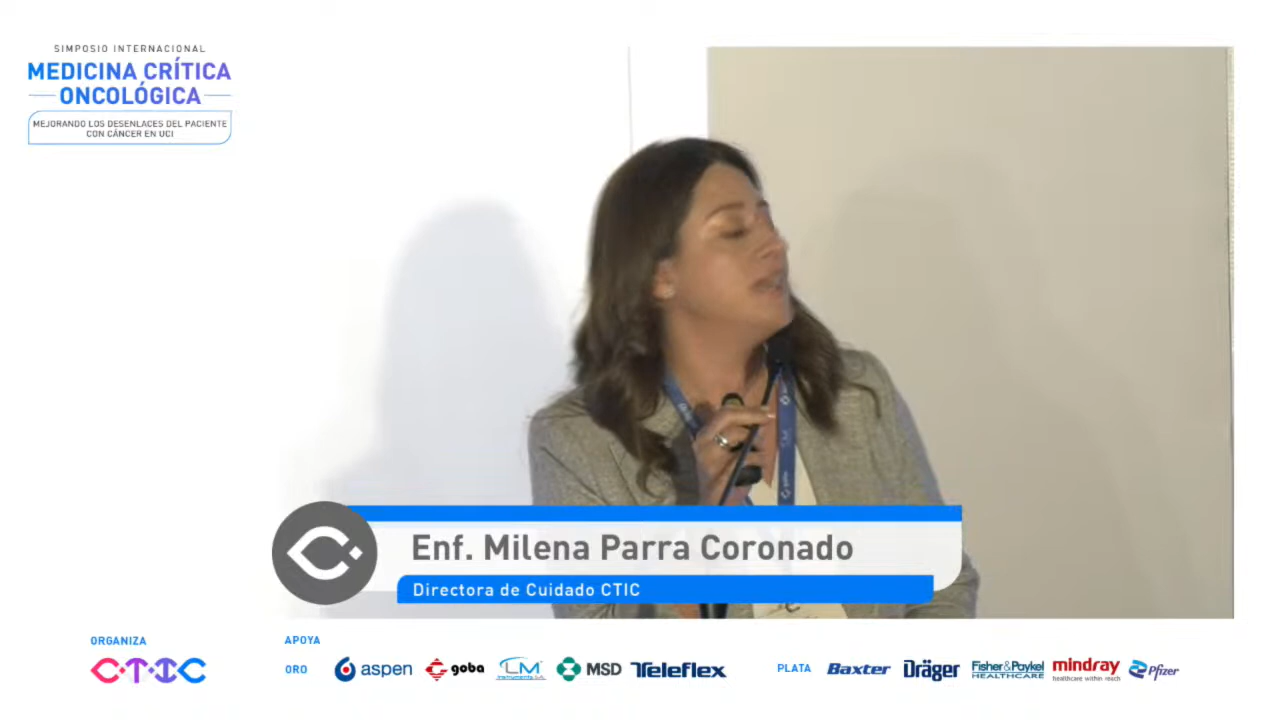 SIMPOSIO INTERNACIONAL
MEDICINA CRÍTICA
ONCOLÓGICA
MEJORANDO LOS DESENLACES DEL PACIENTE
CON CÁNCER EN UCI
Enf. Milena Parra Coronado
Directora de Cuidado CTIC
ORGANIZA
CTIC
APOYA
ORO
aspen
goba
LM
Instruments S.A.
MSD
Teleflex
PLATA
Baxter
Dräger
Fisher & Paykel
HEALTHCARE
mindray
healthcare within reach
Pfizer